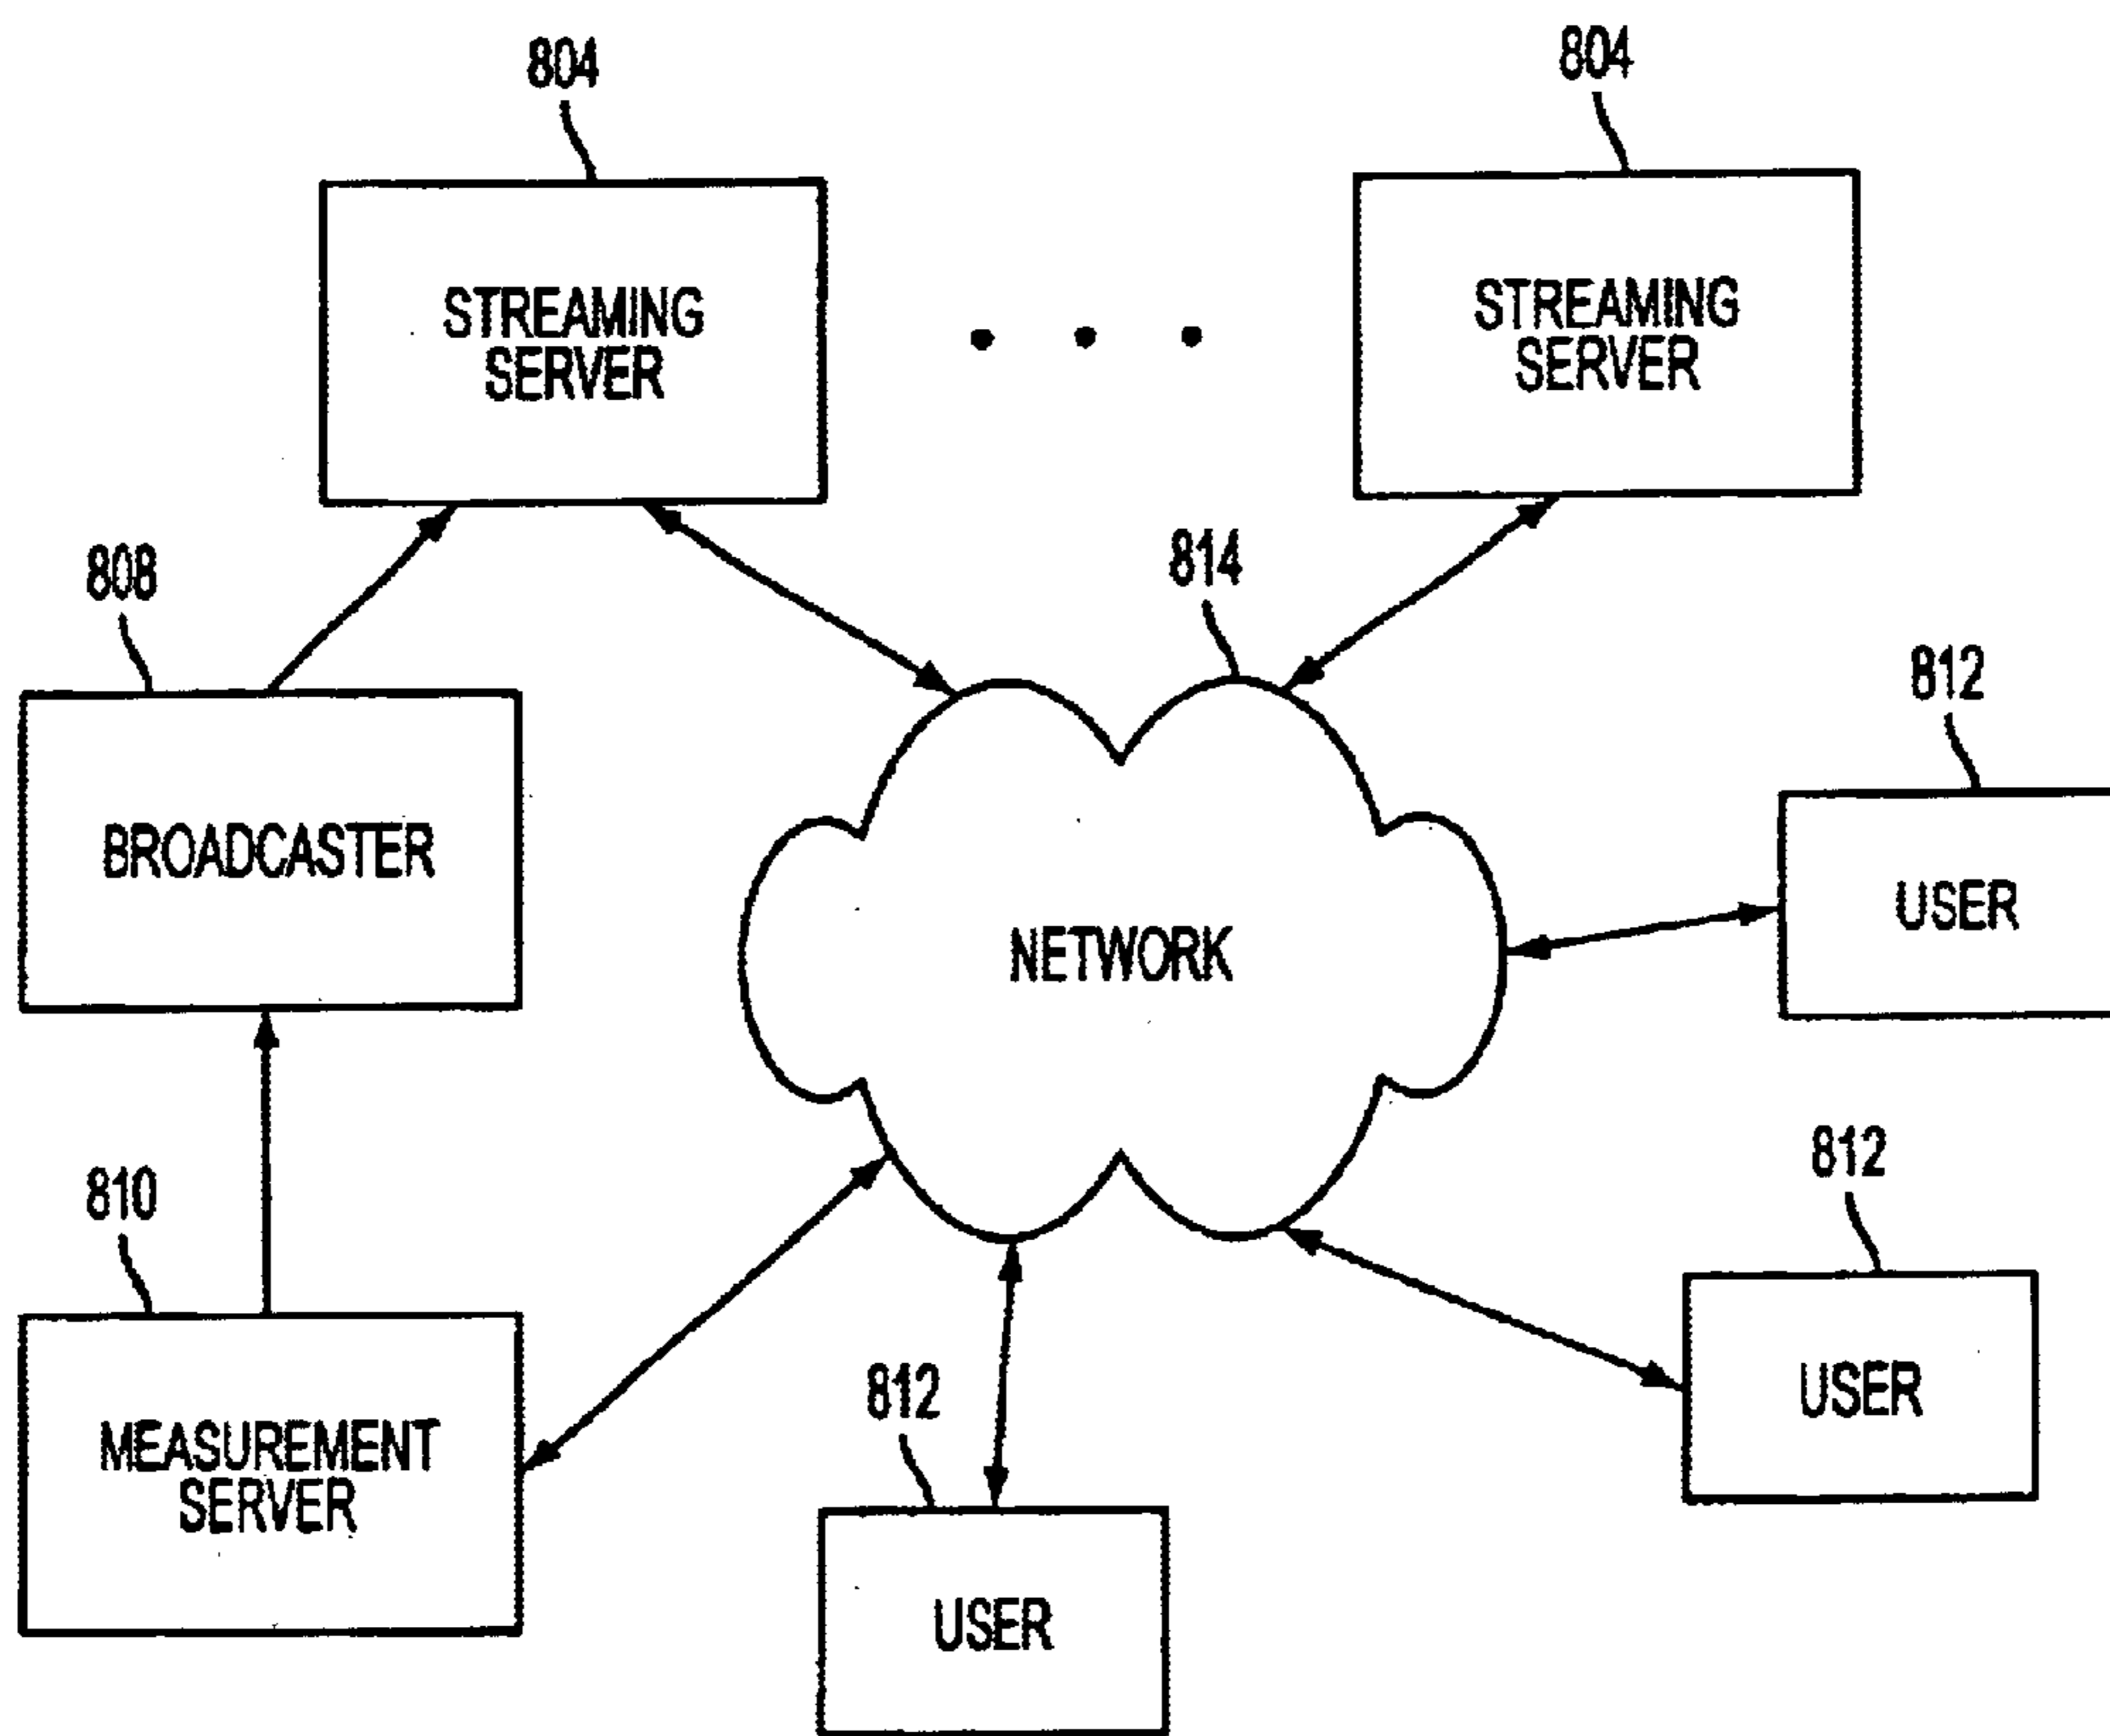 804
804
STREAMING
SERVER
STREAMING
SERVER
808
814
812
BROADCASTER
NETWORK
USER
810
812
812
MEASUREMENT
SERVER
USER
USER